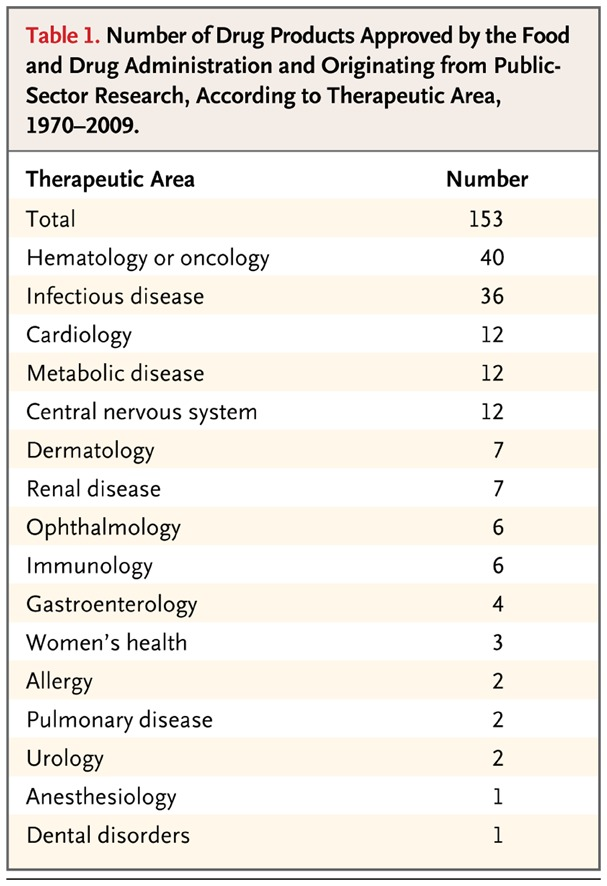 Table 1. Number of Drug Products Approved by the Food
and Drug Administration and Originating from Public-
Sector Research, According to Therapeutic Area,
1970–2009.
Therapeutic Area Number
Total 153
Hematology or oncology 40
Infectious disease 36
Cardiology 12
Metabolic disease 12
Central nervous system 12
Dermatology 7
Renal disease 7
Ophthalmology 6
Immunology 6
Gastroenterology 4
Women’s health 3
Allergy 2
Pulmonary disease 2
Urology 2
Anesthesiology 1
Dental disorders 1